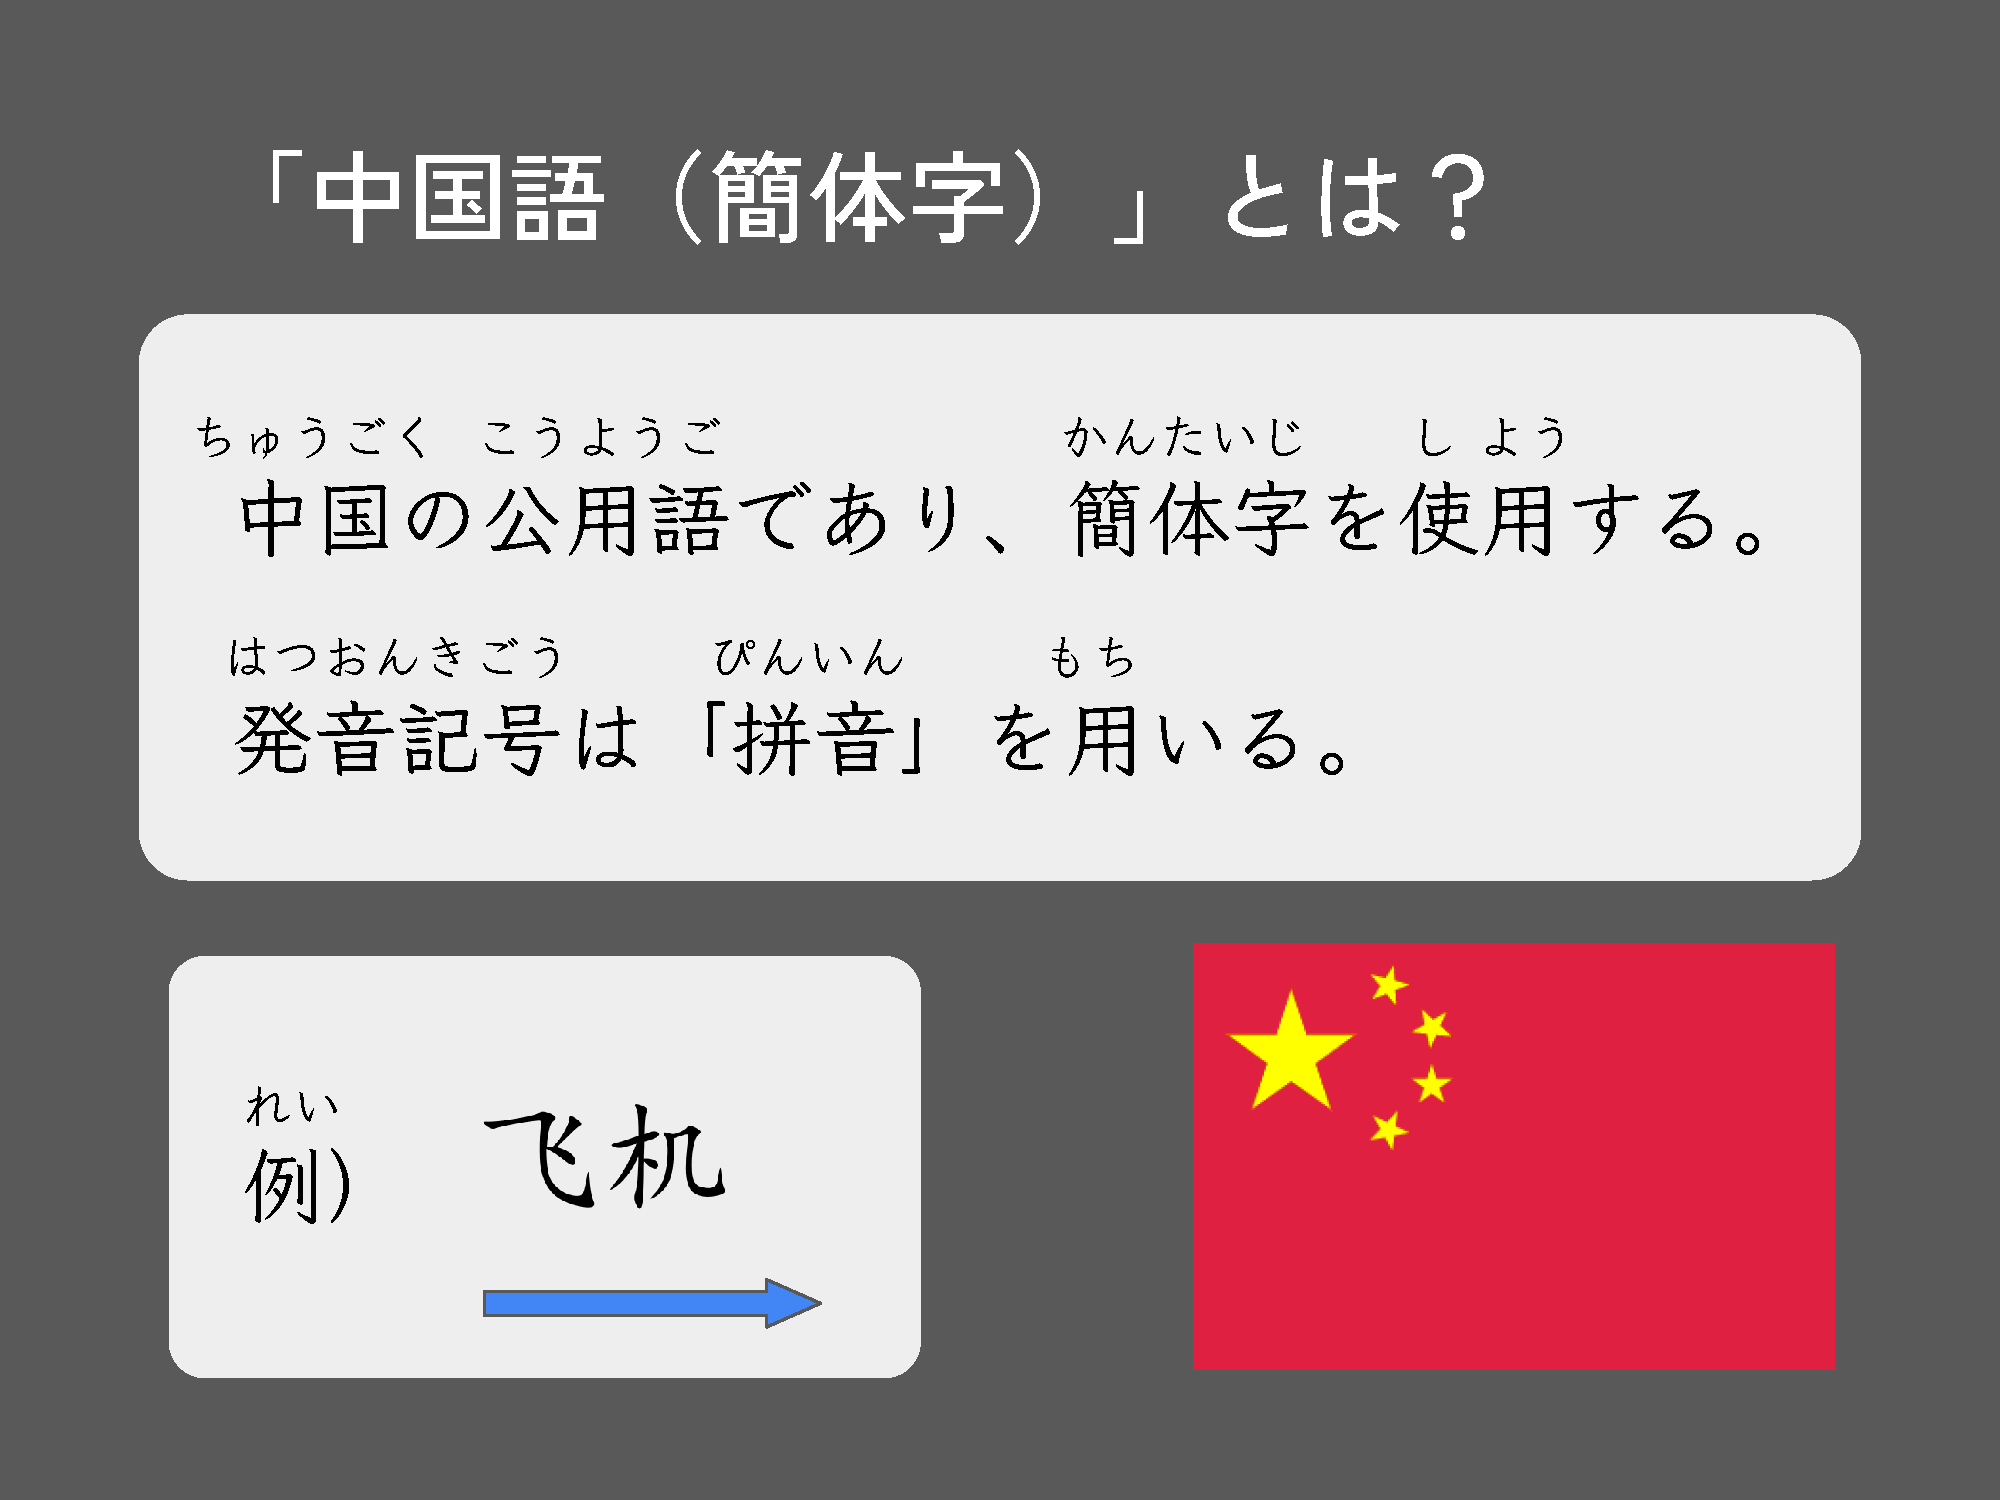 「中国語（簡体字）」とは？
ちゅうごく こうようご かんたいじ し よう
中国の公用語であり、簡体字を使用する。
はつおんきごう ぴんいん もち
発音記号は「拼音」を用いる。
れい
例) 飞机